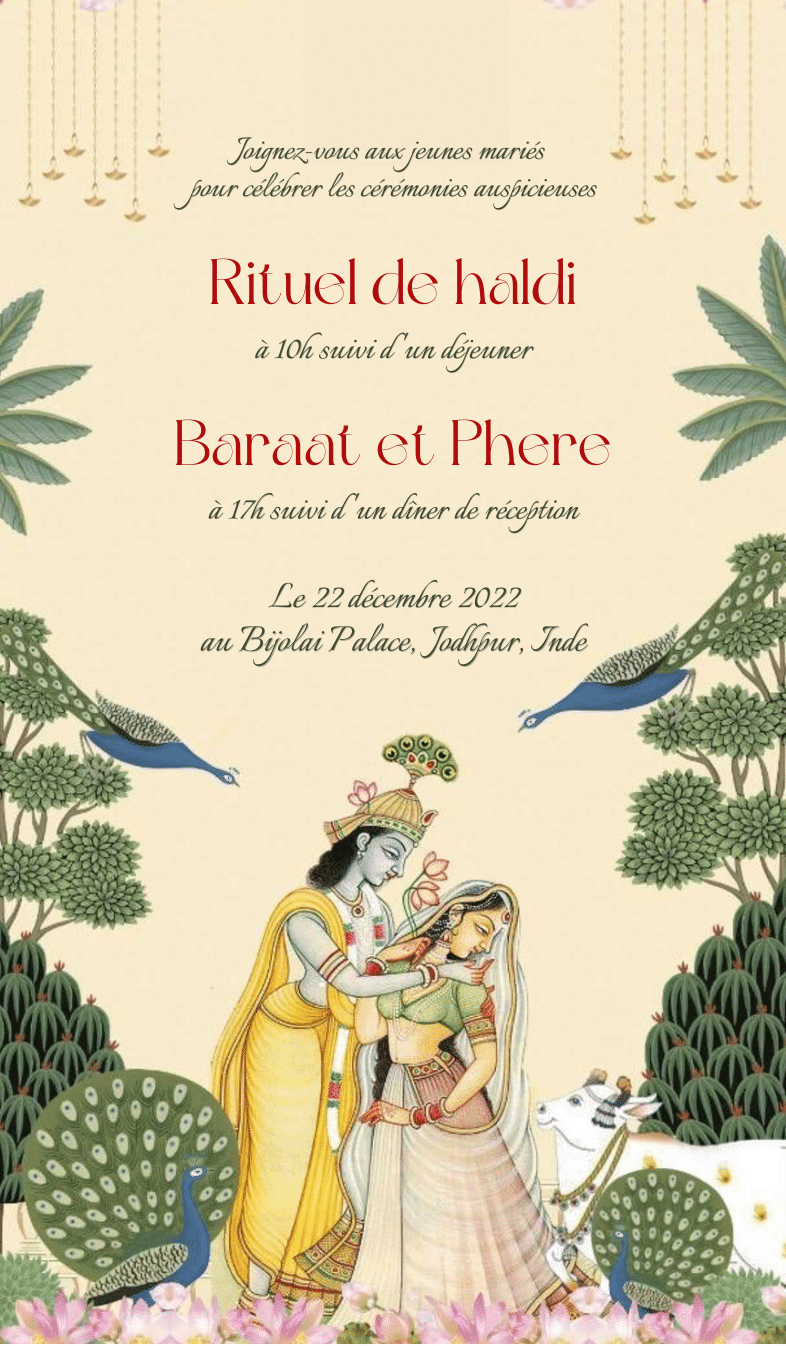 Joignez-vous aux jeunes mariés
pour célébrer les cérémonies auspicieuses
Rituel de haldi
à 10h suivi d'un déjeuner
Baraat et Phere
à 17h suivi d'un dîner de réception
Le 22 décembre 2022
au Bijolai Palace, Jodhpur, Inde